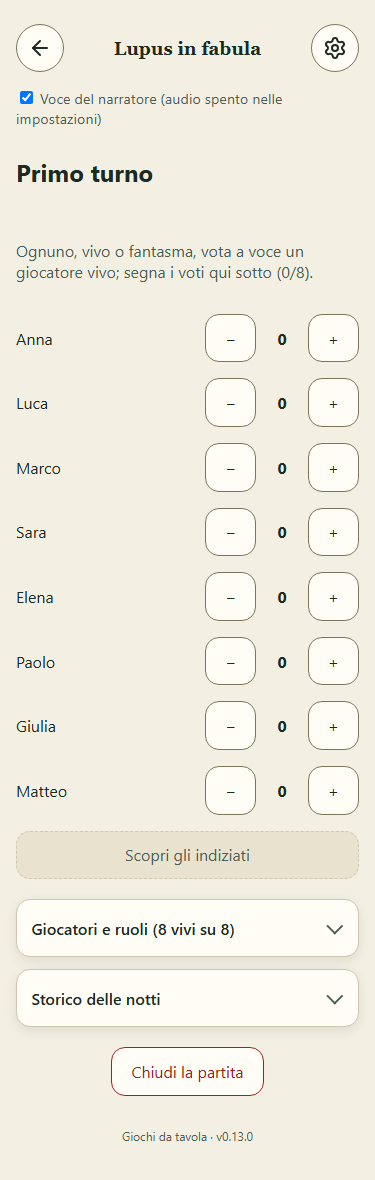 Lupus in fabula
Voce del narratore (audio spento nelle
impostazioni)
Primo turno
Ognuno, vivo o fantasma, vota a voce un
giocatore vivo; segna i voti qui sotto (0/8).
Anna – 0 +
Luca – 0 +
Marco – 0 +
Sara – 0 +
Elena – 0 +
Paolo – 0 +
Giulia – 0 +
Matteo – 0 +
Scopri gli indiziati
Giocatori e ruoli (8 vivi su 8)
Storico delle notti
Chiudi la partita
Giochi da tavola · v0.13.0